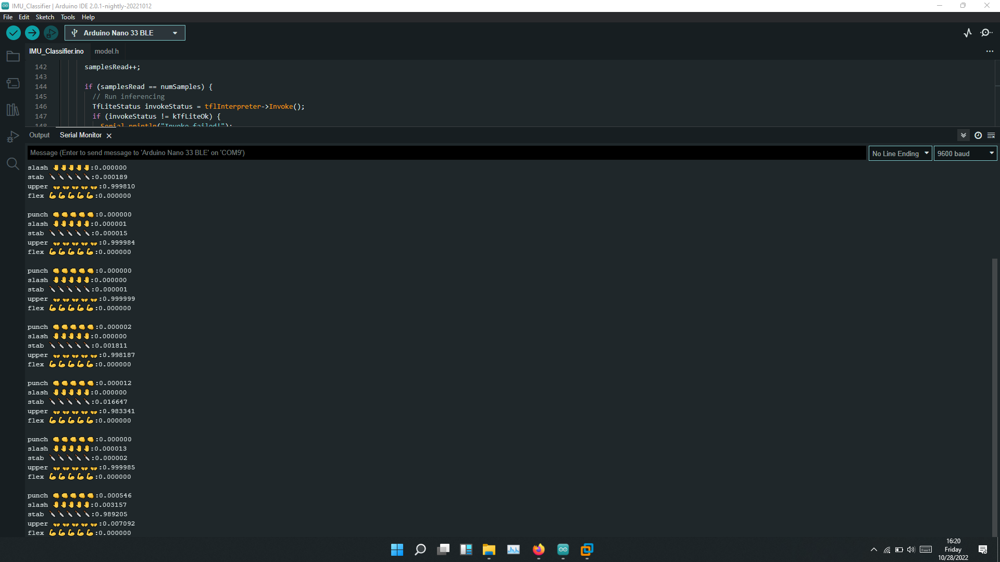 IMU_Classifier | Arduino IDE 2.0.1-nightly-20221012
File Edit Sketch Tools Help
Arduino Nano 33 BLE
IMU_Classifier.ino model.h
142 samplesRead++;
143
144 if (samplesRead == numSamples) {
145 // Run inferencing
146 TfLiteStatus invokeStatus = tflInterpreter->Invoke();
147 if (invokeStatus != kTfLiteOk) {
148 Serial.println("Invoke failed!");
Output Serial Monitor
Message (Enter to send message to 'Arduino Nano 33 BLE' on 'COM9')
No Line Ending 9600 baud
slash 🤚🤚🤚🤚🤚:0.000000
stab 🔪🔪🔪🔪🔪:0.000189
upper 👐👐👐👐👐:0.999810
flex 💪💪💪💪💪:0.000000
punch 👊👊👊👊👊:0.000000
slash 🤚🤚🤚🤚🤚:0.000001
stab 🔪🔪🔪🔪🔪:0.000015
upper 👐👐👐👐👐:0.999984
flex 💪💪💪💪💪:0.000000
punch 👊👊👊👊👊:0.000000
slash 🤚🤚🤚🤚🤚:0.000000
stab 🔪🔪🔪🔪🔪:0.000001
upper 👐👐👐👐👐:0.999999
flex 💪💪💪💪💪:0.000000
punch 👊👊👊👊👊:0.000002
slash 🤚🤚🤚🤚🤚:0.000000
stab 🔪🔪🔪🔪🔪:0.001811
upper 👐👐👐👐👐:0.998187
flex 💪💪💪💪💪:0.000000
punch 👊👊👊👊👊:0.000012
slash 🤚🤚🤚🤚🤚:0.000000
stab 🔪🔪🔪🔪🔪:0.016647
upper 👐👐👐👐👐:0.983341
flex 💪💪💪💪💪:0.000000
punch 👊👊👊👊👊:0.000000
slash 🤚🤚🤚🤚🤚:0.000013
stab 🔪🔪🔪🔪🔪:0.000002
upper 👐👐👐👐👐:0.999985
flex 💪💪💪💪💪:0.000000
punch 👊👊👊👊👊:0.000546
slash 🤚🤚🤚🤚🤚:0.003157
stab 🔪🔪🔪🔪🔪:0.989205
upper 👐👐👐👐👐:0.007092
flex 💪💪💪💪💪:0.000000
16:20
Friday
10/28/2022